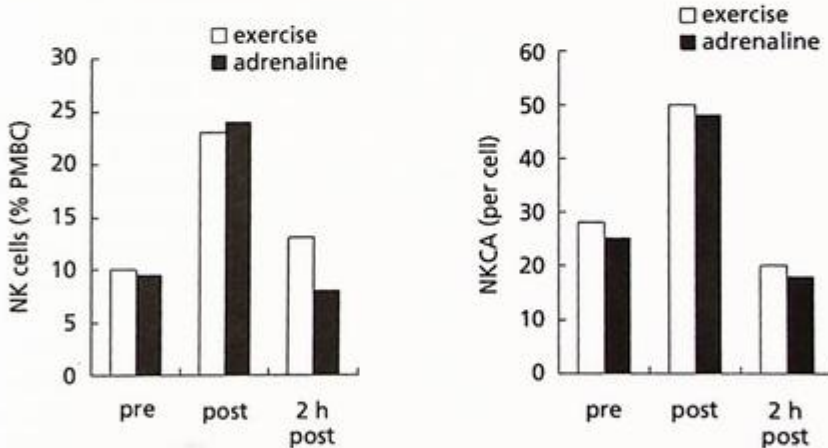 exercise
adrenaline
NK cells (% PMBC)
30
25
20
15
10
5
0
pre
post
2 h
post
exercise
adrenaline
NKCA (per cell)
60
50
40
30
20
10
0
pre
post
2 h
post